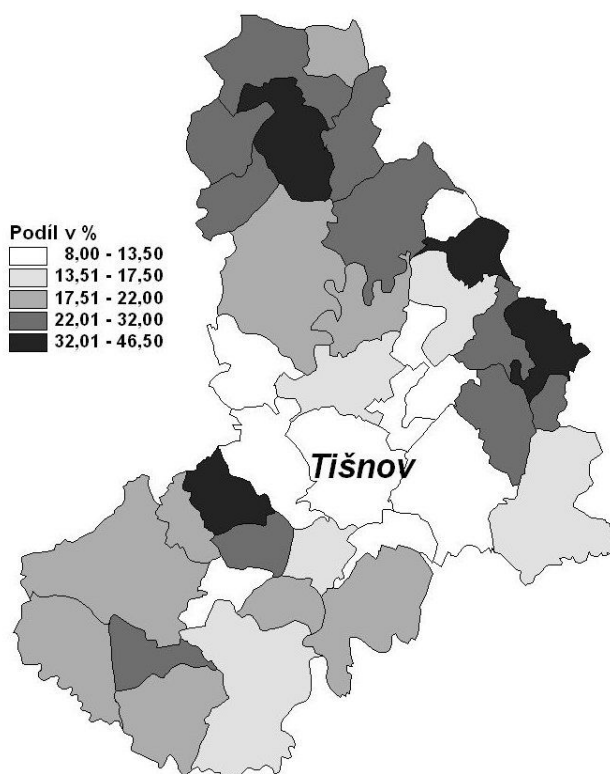 Podíl v %
8,00 - 13,50
13,51 - 17,50
17,51 - 22,00
22,01 - 32,00
32,01 - 46,50
Tišnov